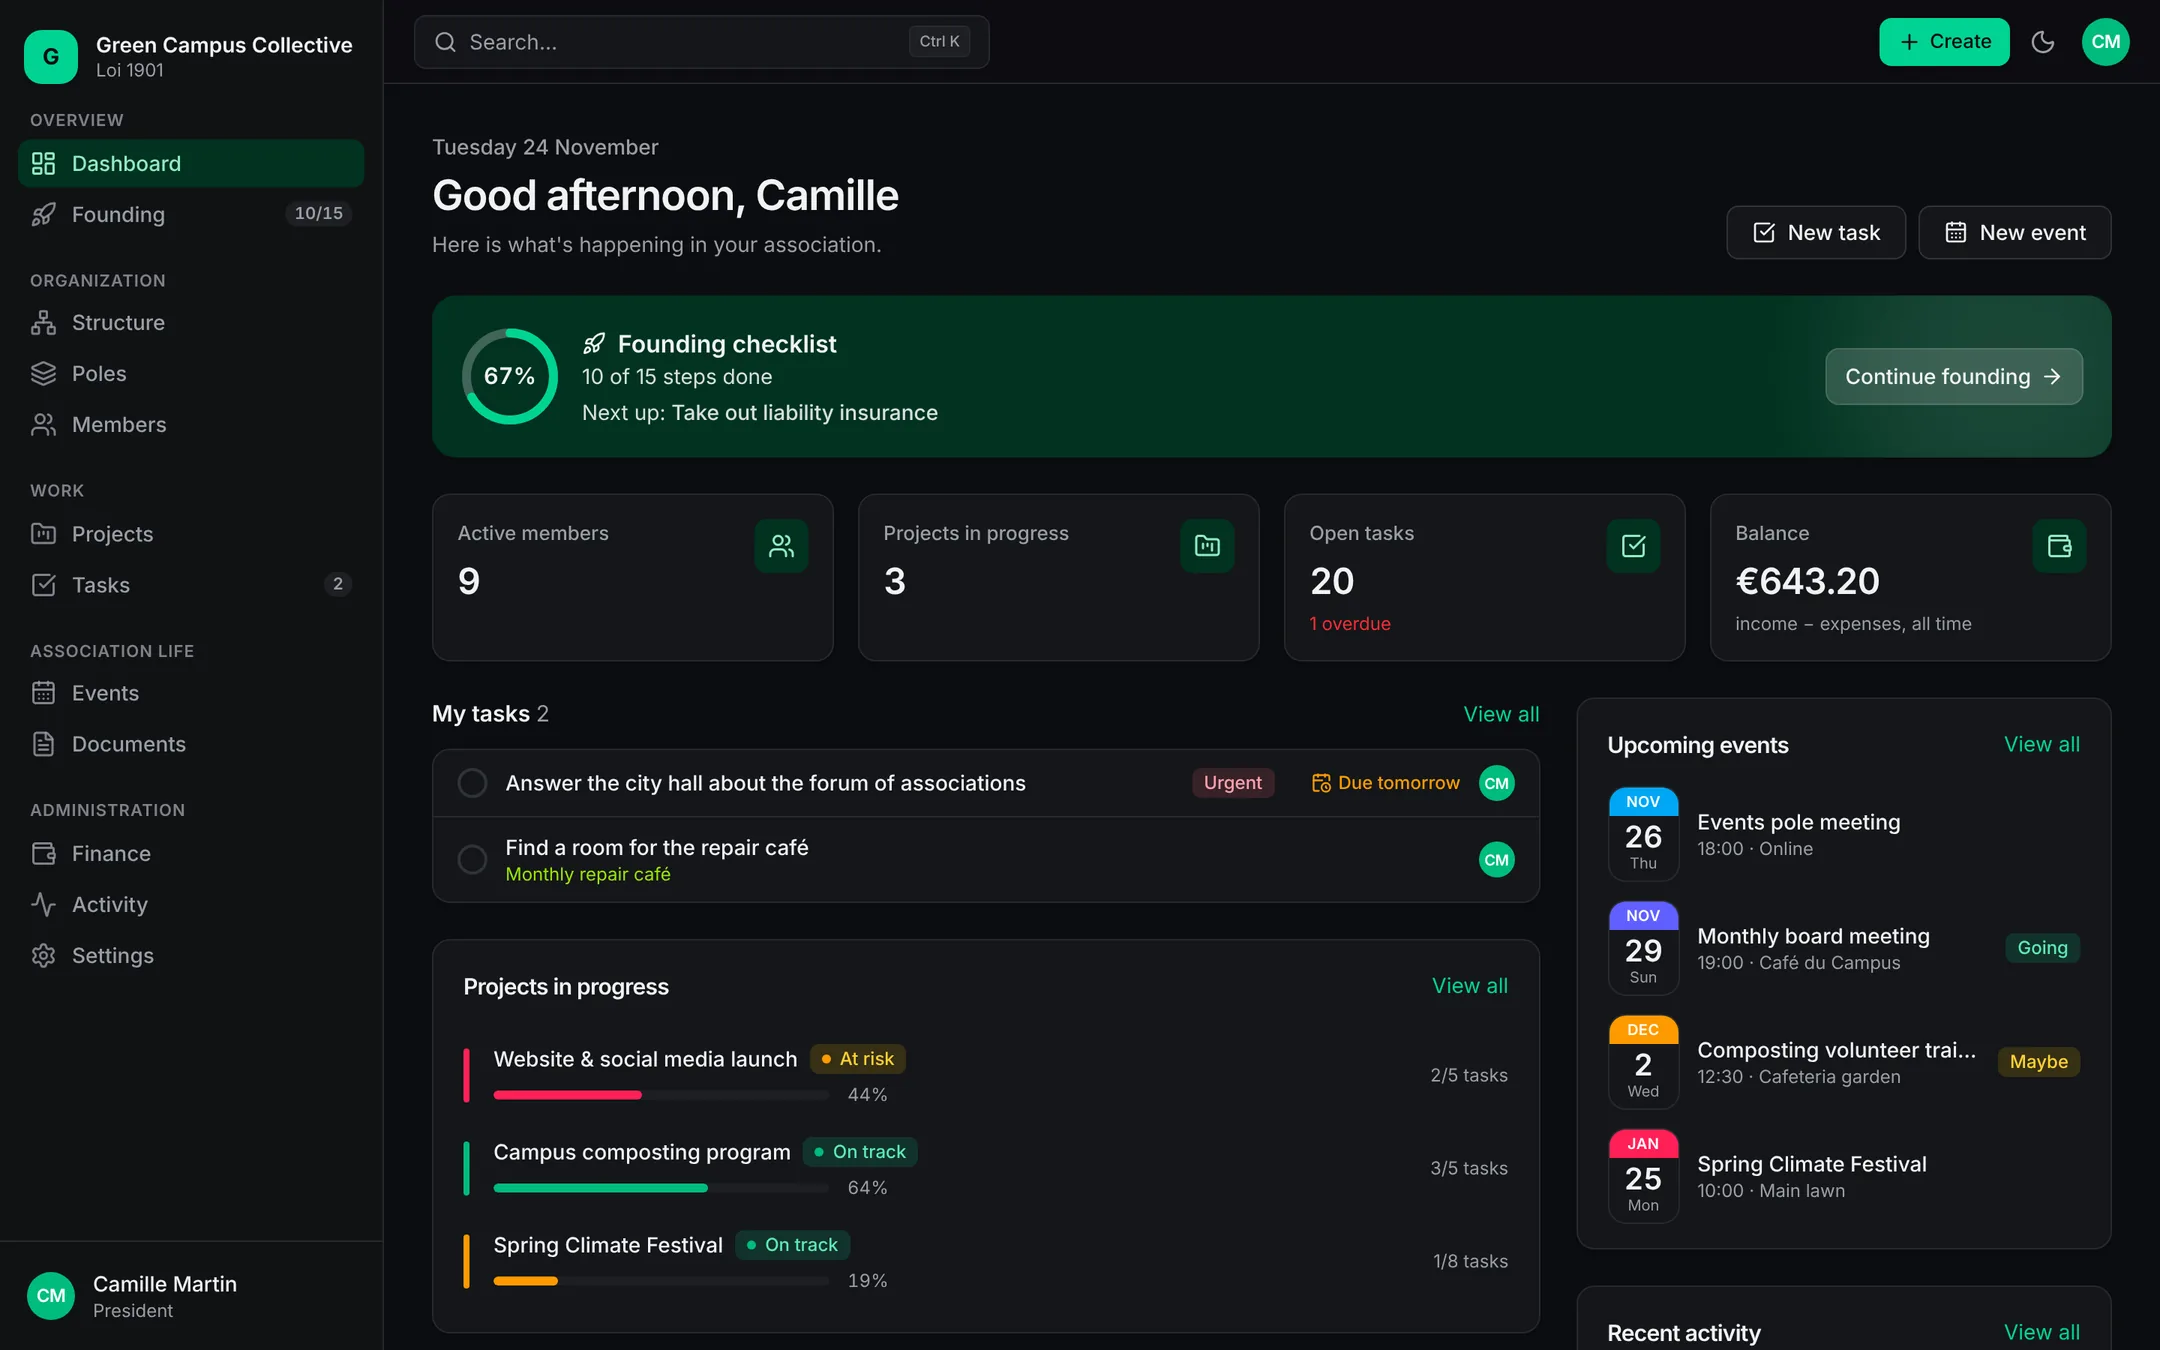 G
Green Campus Collective
Loi 1901
OVERVIEW
Dashboard
Founding 10/15
ORGANIZATION
Structure
Poles
Members
WORK
Projects
Tasks 2
ASSOCIATION LIFE
Events
Documents
ADMINISTRATION
Finance
Activity
Settings
CM
Camille Martin
President
Search... Ctrl K
Create
CM
Tuesday 24 November
Good afternoon, Camille
Here is what's happening in your association.
New task
New event
67%
Founding checklist
10 of 15 steps done
Next up: Take out liability insurance
Continue founding
Active members
9
Projects in progress
3
Open tasks
20
1 overdue
Balance
€643.20
income – expenses, all time
My tasks 2
View all
Answer the city hall about the forum of associations Urgent Due tomorrow CM
Find a room for the repair café
Monthly repair café
CM
Projects in progress
View all
Website & social media launch At risk
44%
2/5 tasks
Campus composting program On track
64%
3/5 tasks
Spring Climate Festival On track
19%
1/8 tasks
Upcoming events
View all
NOV
26
Thu
Events pole meeting
18:00 · Online
NOV
29
Sun
Monthly board meeting
19:00 · Café du Campus
Going
DEC
2
Wed
Composting volunteer trai...
12:30 · Cafeteria garden
Maybe
JAN
25
Mon
Spring Climate Festival
10:00 · Main lawn
Recent activity
View all